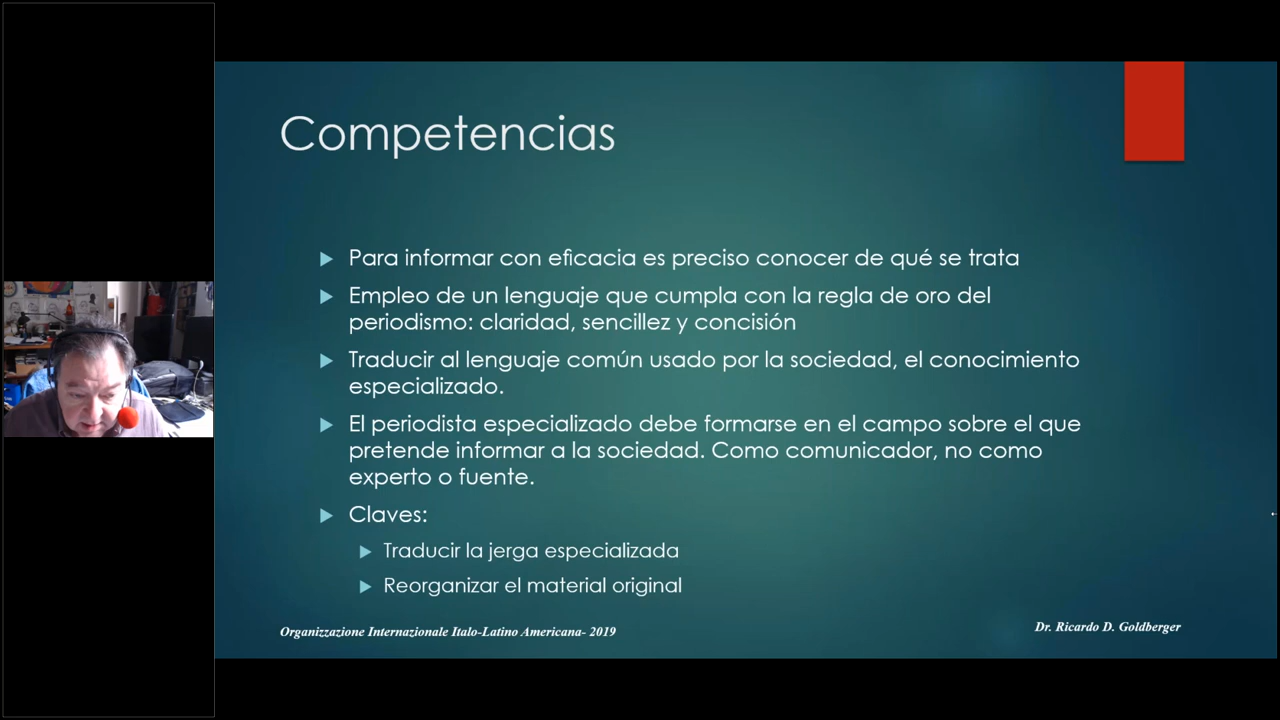 Competencias
Para informar con eficacia es preciso conocer de qué se trata
Empleo de un lenguaje que cumpla con la regla de oro del
periodismo: claridad, sencillez y concisión
Traducir al lenguaje común usado por la sociedad, el conocimiento
especializado.
El periodista especializado debe formarse en el campo sobre el que
pretende informar a la sociedad. Como comunicador, no como
experto o fuente.
Claves:
Traducir la jerga especializada
Reorganizar el material original
Organizzazione Internazionale Italo-Latino Americana- 2019
Dr. Ricardo D. Goldberger